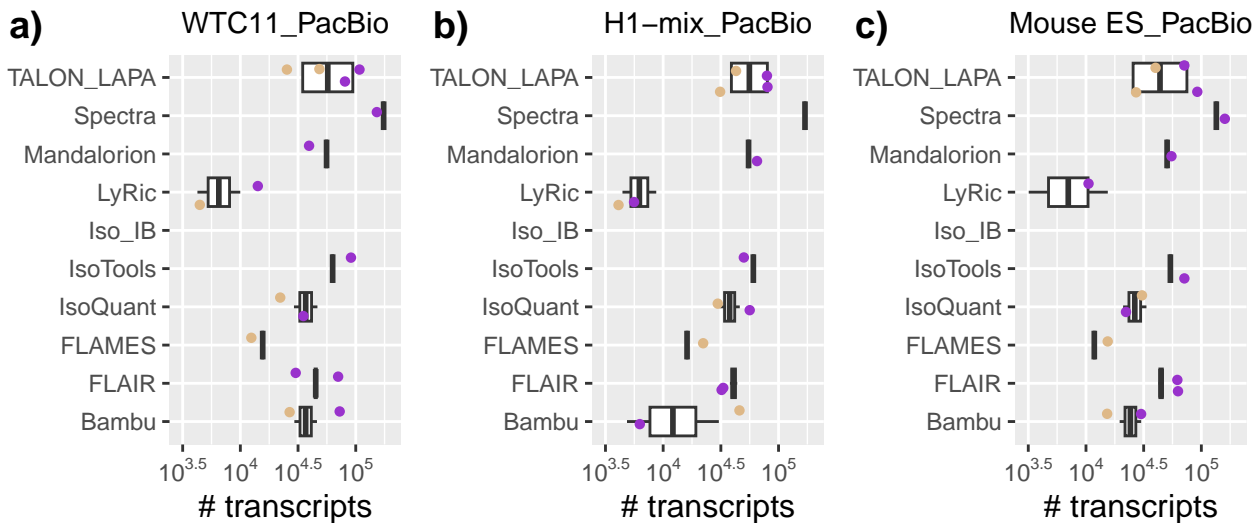 a) WTC11_PacBio
TALON_LAPA
Spectra
Mandalorion
LyRic
Iso_IB
IsoTools
IsoQuant
FLAMES
FLAIR
Bambu
10^3.5 10^4 10^4.5 10^5
# transcripts
b) H1−mix_PacBio
TALON_LAPA
Spectra
Mandalorion
LyRic
Iso_IB
IsoTools
IsoQuant
FLAMES
FLAIR
Bambu
10^3.5 10^4 10^4.5 10^5
# transcripts
c) Mouse ES_PacBio
TALON_LAPA
Spectra
Mandalorion
LyRic
Iso_IB
IsoTools
IsoQuant
FLAMES
FLAIR
Bambu
10^3.5 10^4 10^4.5 10^5
# transcripts